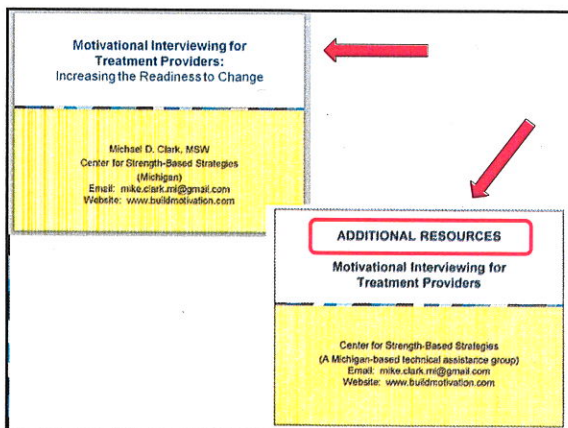 Motivational Interviewing for
Treatment Providers:
Increasing the Readiness to Change
Michael D. Clark, MSW
Center for Strength-Based Strategies
(Michigan)
Email: mike.clark.mi@gmail.com
Website: www.buildmotivation.com
ADDITIONAL RESOURCES
Motivational Interviewing for
Treatment Providers
Center for Strength-Based Strategies
(A Michigan-based technical assistance group)
Email: mike.clark.mi@gmail.com
Website: www.buildmotivation.com